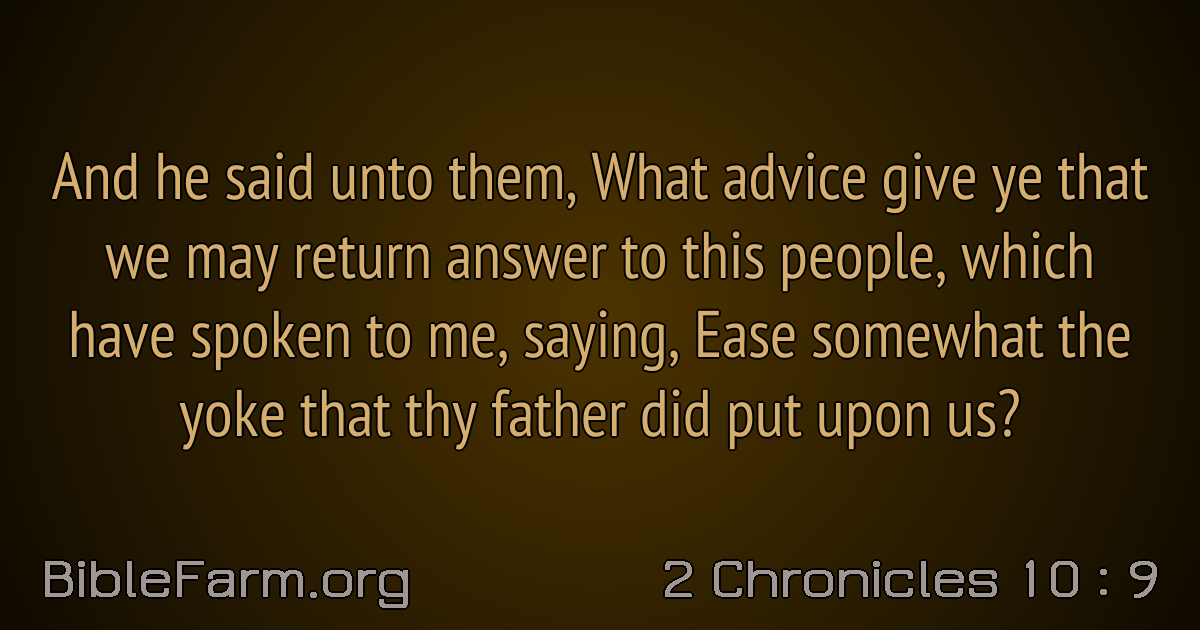 And he said unto them, What advice give ye that
we may return answer to this people, which
have spoken to me, saying, Ease somewhat the
yoke that thy father did put upon us?
BibleFarm.org
2 Chronicles 10 : 9